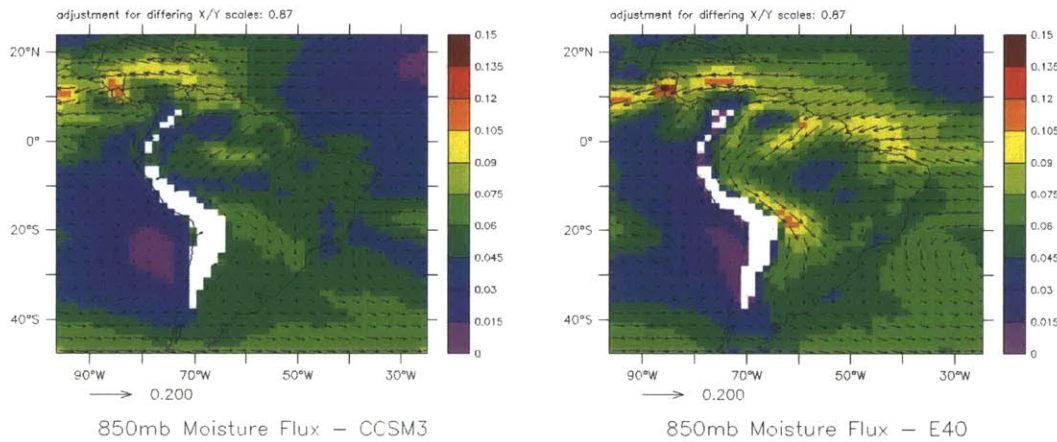 adjustment for differing X/Y scales: 0.87
20°N
0°
20°S
40°S
90°W
70°W
50°W
30°W
0.15
0.135
0.12
0.105
0.09
0.075
0.06
0.045
0.03
0.015
0
0.200
850mb Moisture Flux – CCSM3
adjustment for differing X/Y scales: 0.87
20°N
0°
20°S
40°S
90°W
70°W
50°W
30°W
0.15
0.135
0.12
0.105
0.09
0.075
0.06
0.045
0.03
0.015
0
0.200
850mb Moisture Flux – E40